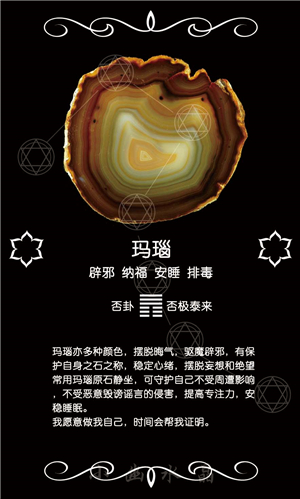 玛瑙
辟邪 纳福 安睡 排毒
否卦 否极泰来
玛瑙亦多种颜色，摆脱晦气，驱魔辟邪，有保
护自身之石之称，稳定心绪，摆脱妄想和绝望
常用玛瑙原石静坐，可守护自己不受周遭影响
，不受恶意毁谤谣言的侵害，提高专注力，安
稳睡眠。
我愿意做我自己，时间会帮我证明。